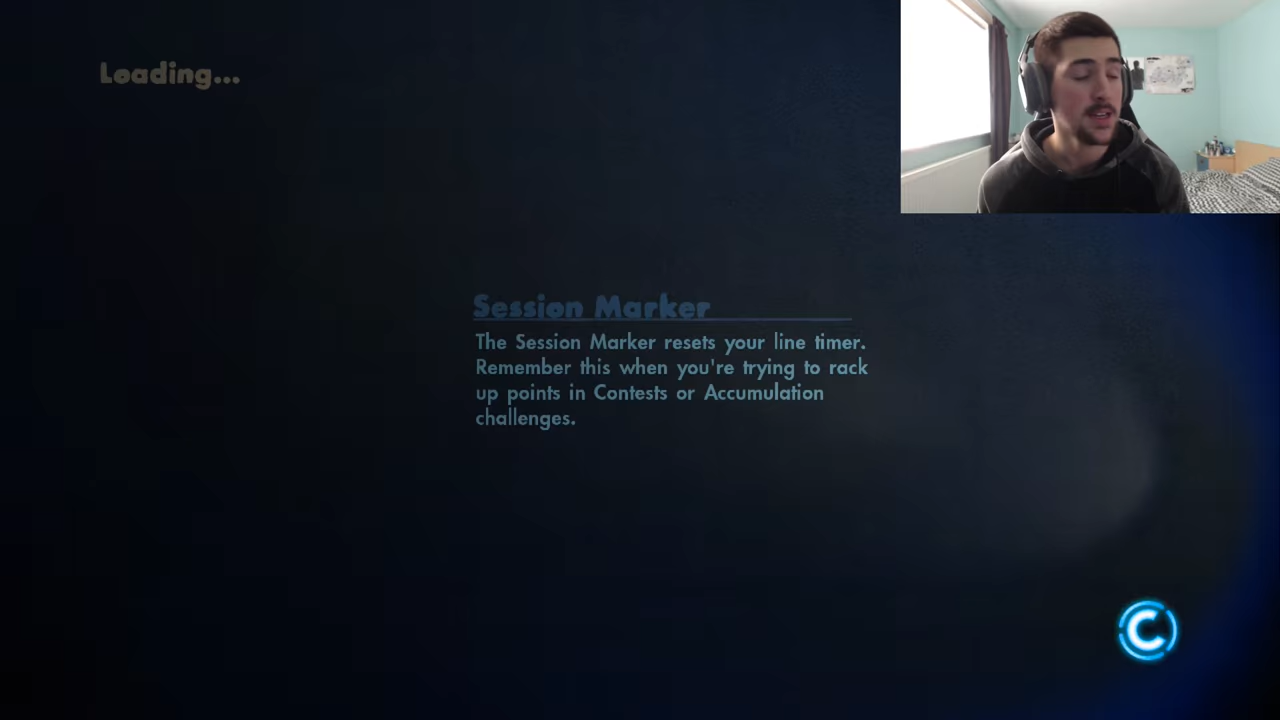 Loading...
Session Marker
The Session Marker resets your line timer.
Remember this when you're trying to rack
up points in Contests or Accumulation
challenges.
C